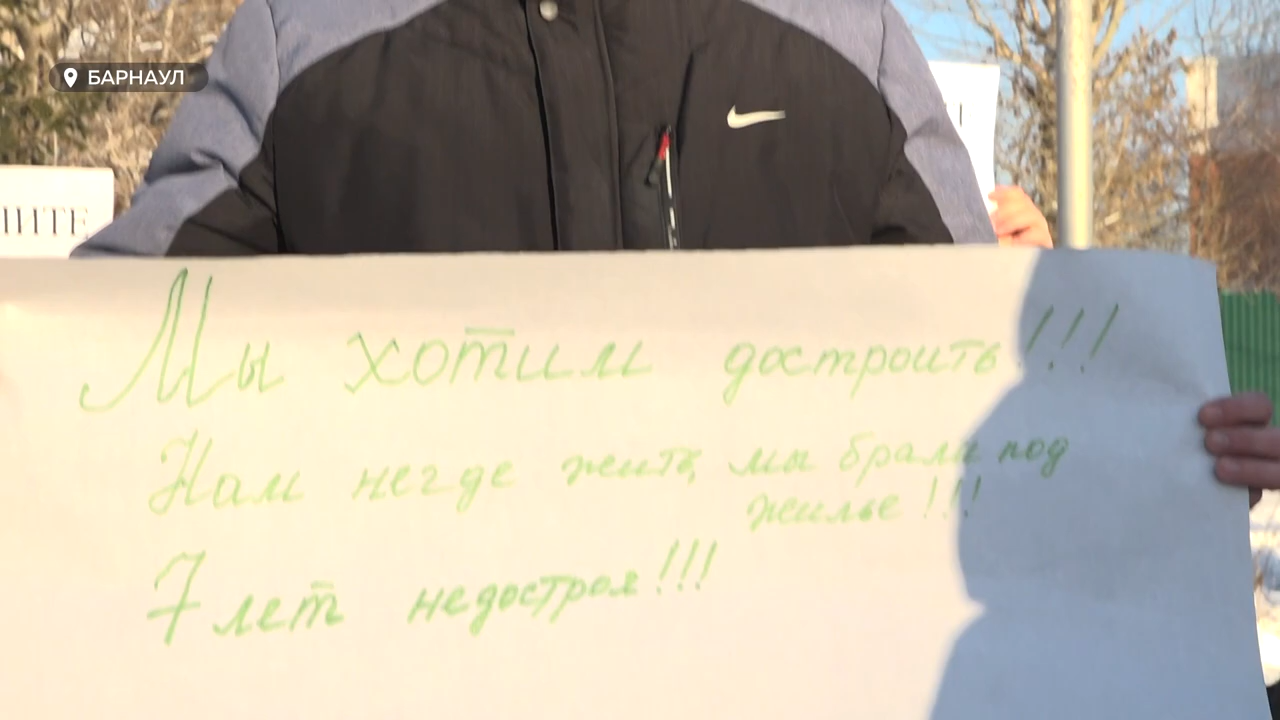 БАРНАУЛ
Мы хотим достроить!!!
Нам негде жить, мы брали под
жилье!!!
7 лет недостроя!!!